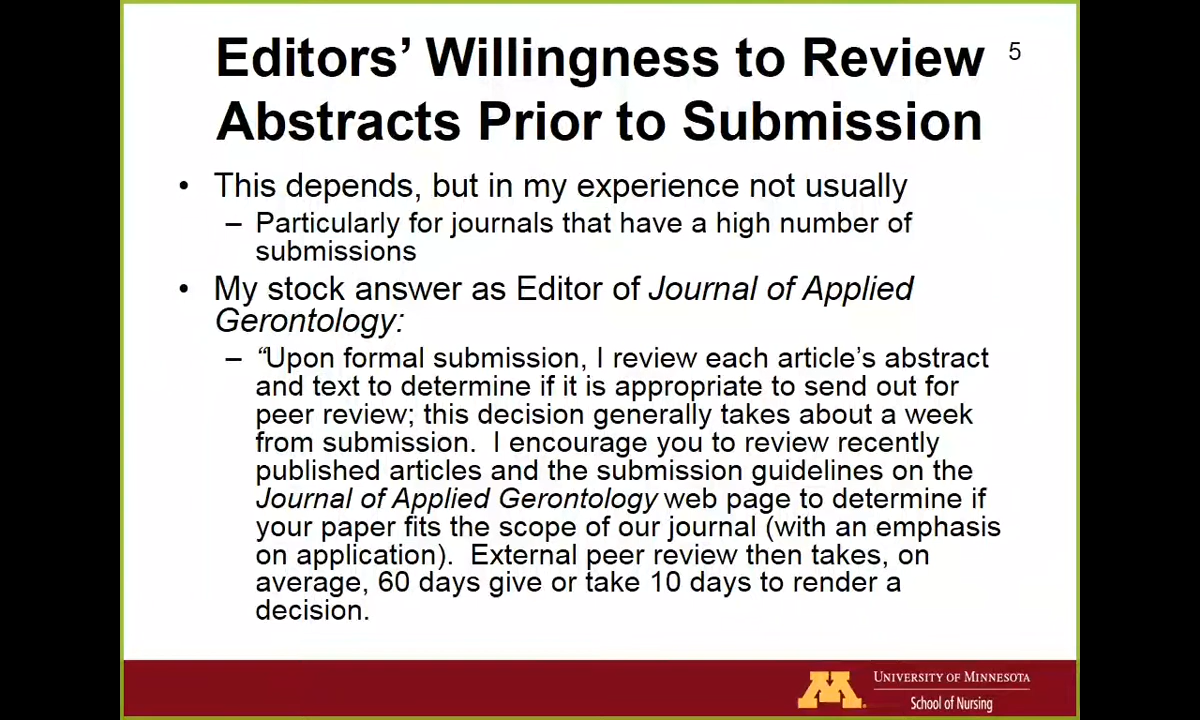 Editors’ Willingness to Review 5
Abstracts Prior to Submission
• This depends, but in my experience not usually
– Particularly for journals that have a high number of
submissions
• My stock answer as Editor of Journal of Applied
Gerontology:
– “Upon formal submission, I review each article’s abstract
and text to determine if it is appropriate to send out for
peer review; this decision generally takes about a week
from submission. I encourage you to review recently
published articles and the submission guidelines on the
Journal of Applied Gerontology web page to determine if
your paper fits the scope of our journal (with an emphasis
on application). External peer review then takes, on
average, 60 days give or take 10 days to render a
decision.
M
UNIVERSITY OF MINNESOTA
School of Nursing